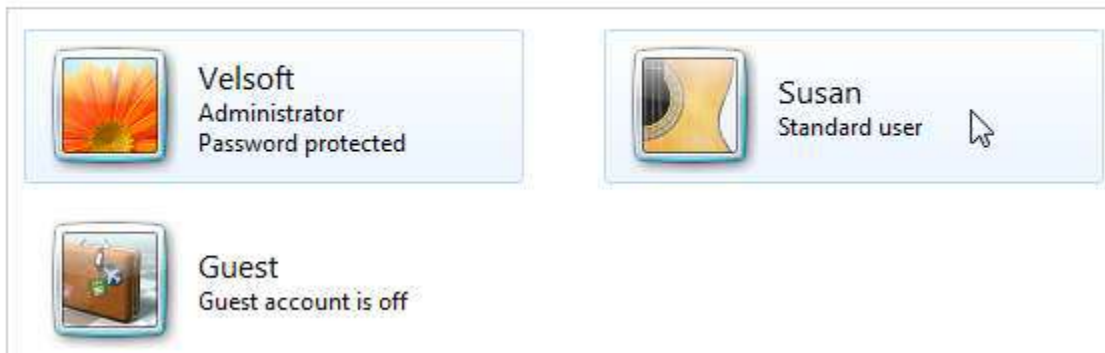 Velsoft
Administrator
Password protected
Susan
Standard user
Guest
Guest account is off